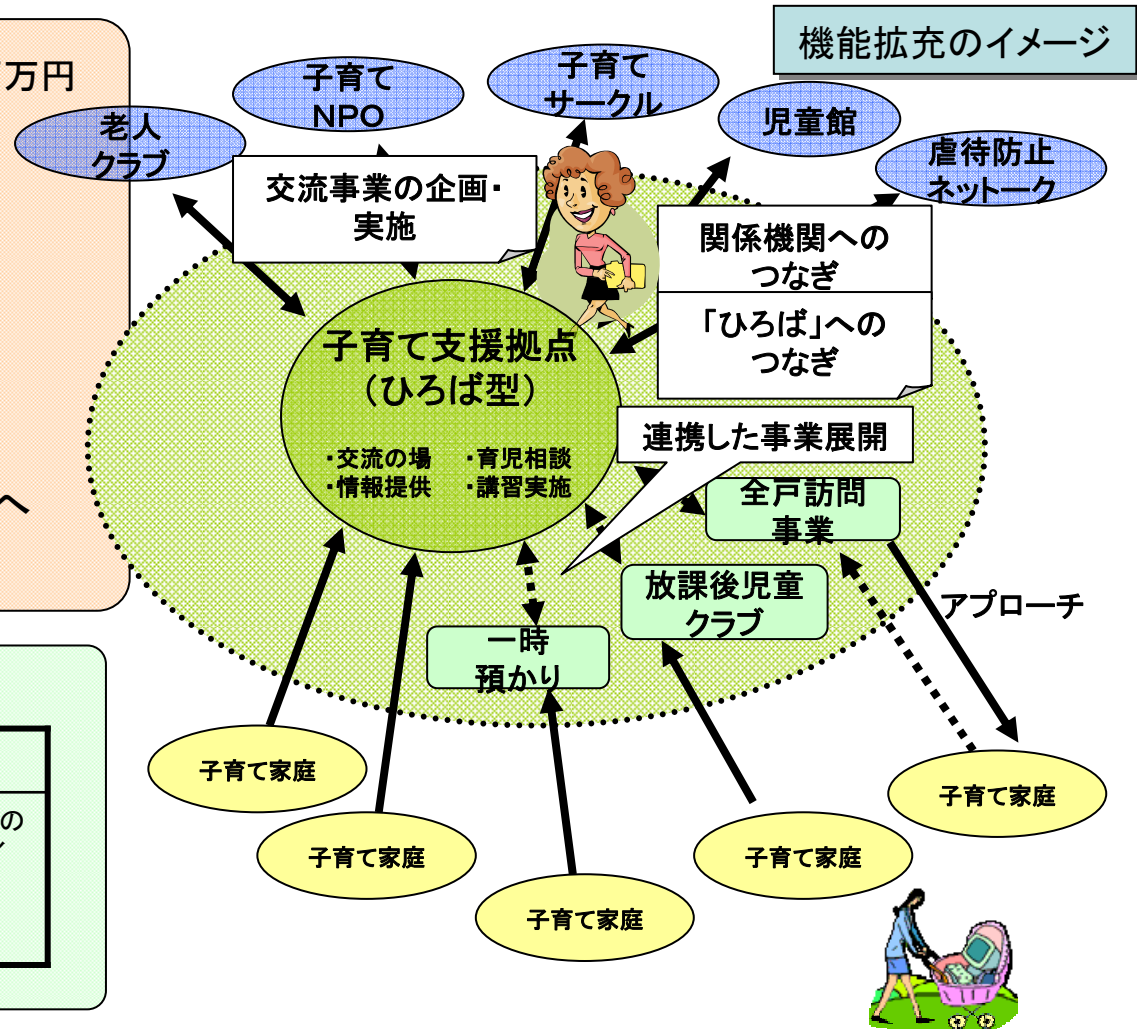 機能拡充のイメージ
万円
へ
の
老人
クラブ
子育て
NPO
子育て
サークル
児童館
虐待防止
ネットーク
交流事業の企画・
実施
関係機関への
つなぎ
「ひろば」への
つなぎ
子育て支援拠点
（ひろば型）
・交流の場　・育児相談
・情報提供　・講習実施
連携した事業展開
全戸訪問
事業
放課後児童
クラブ
一時
預かり
アプローチ
子育て家庭
子育て家庭
子育て家庭
子育て家庭
子育て家庭